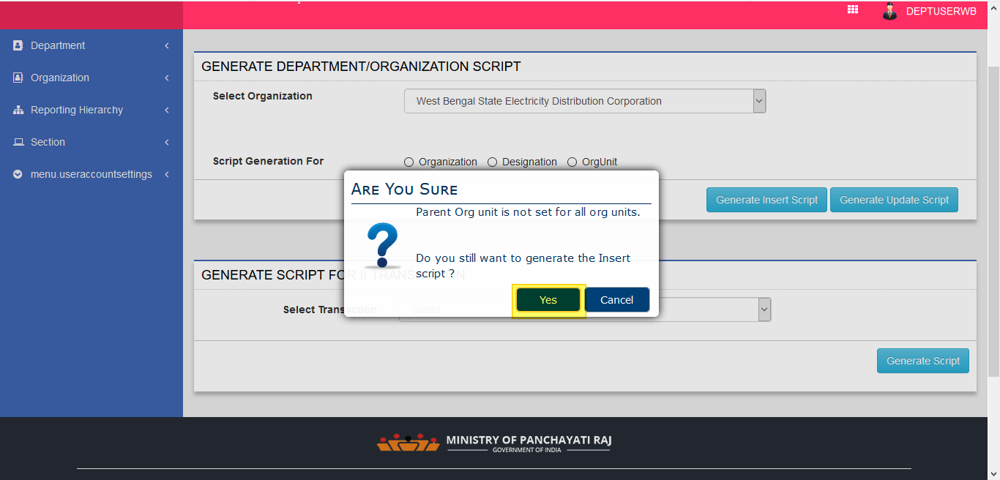 DEPTUSERWB
Department
Organization
Reporting Hierarchy
Section
menu.useraccountsettings
GENERATE DEPARTMENT/ORGANIZATION SCRIPT
Select Organization
West Bengal State Electricity Distribution Corporation
Script Generation For
Organization Designation OrgUnit
Generate Insert Script Generate Update Script
Are You Sure
Parent Org unit is not set for all org units.
Do you still want to generate the Insert
script ?
Yes Cancel
GENERATE SCRIPT FOR II TRANSACTION
Select Transaction
Select
Generate Script
MINISTRY OF PANCHAYATI RAJ
GOVERNMENT OF INDIA